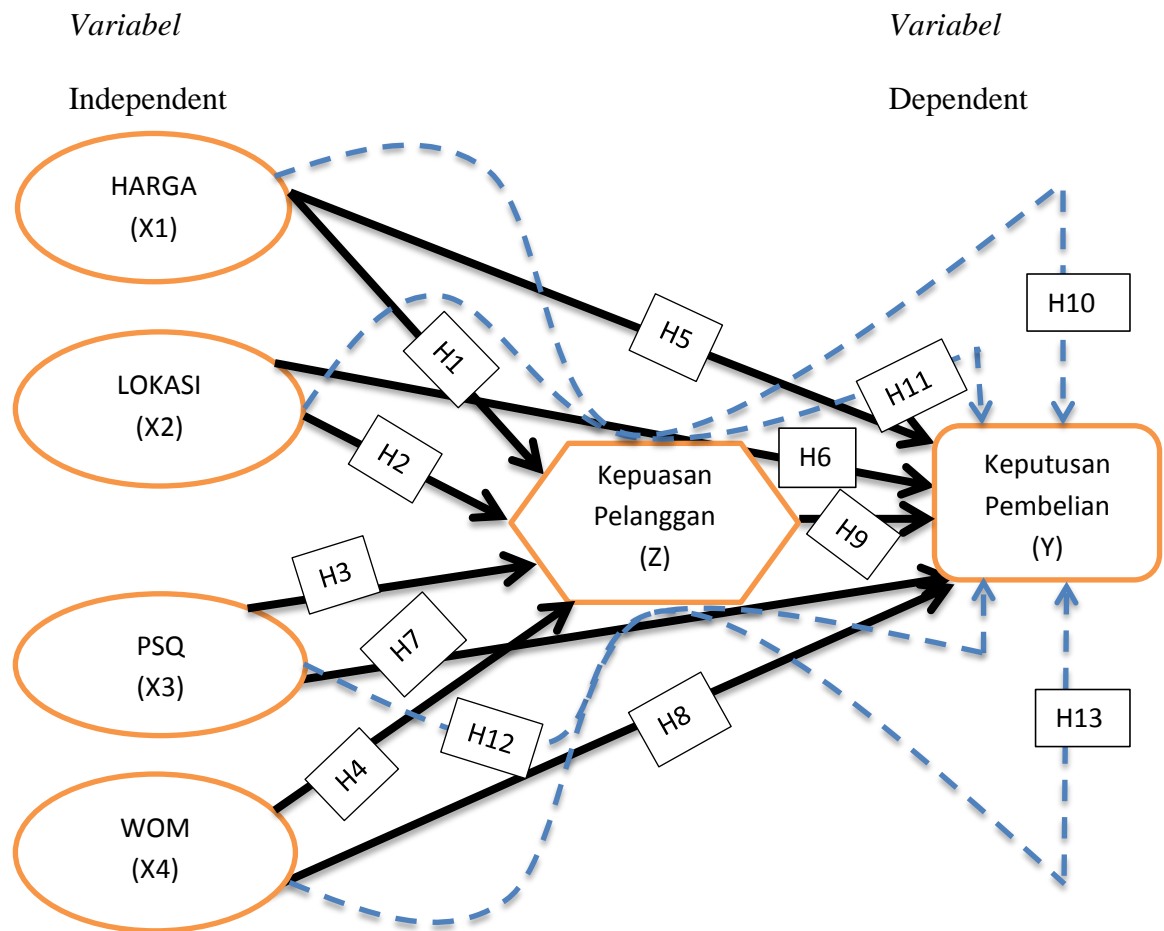 Variabel
Independent
Variabel
Dependent
HARGA
(X1)
H10
H5
H1
H11
LOKASI
(X2)
H2
H6
Kepuasan
Pelanggan
(Z)
Keputusan
Pembelian
(Y)
H9
H3
H7
PSQ
(X3)
H12
H8
H13
H4
WOM
(X4)